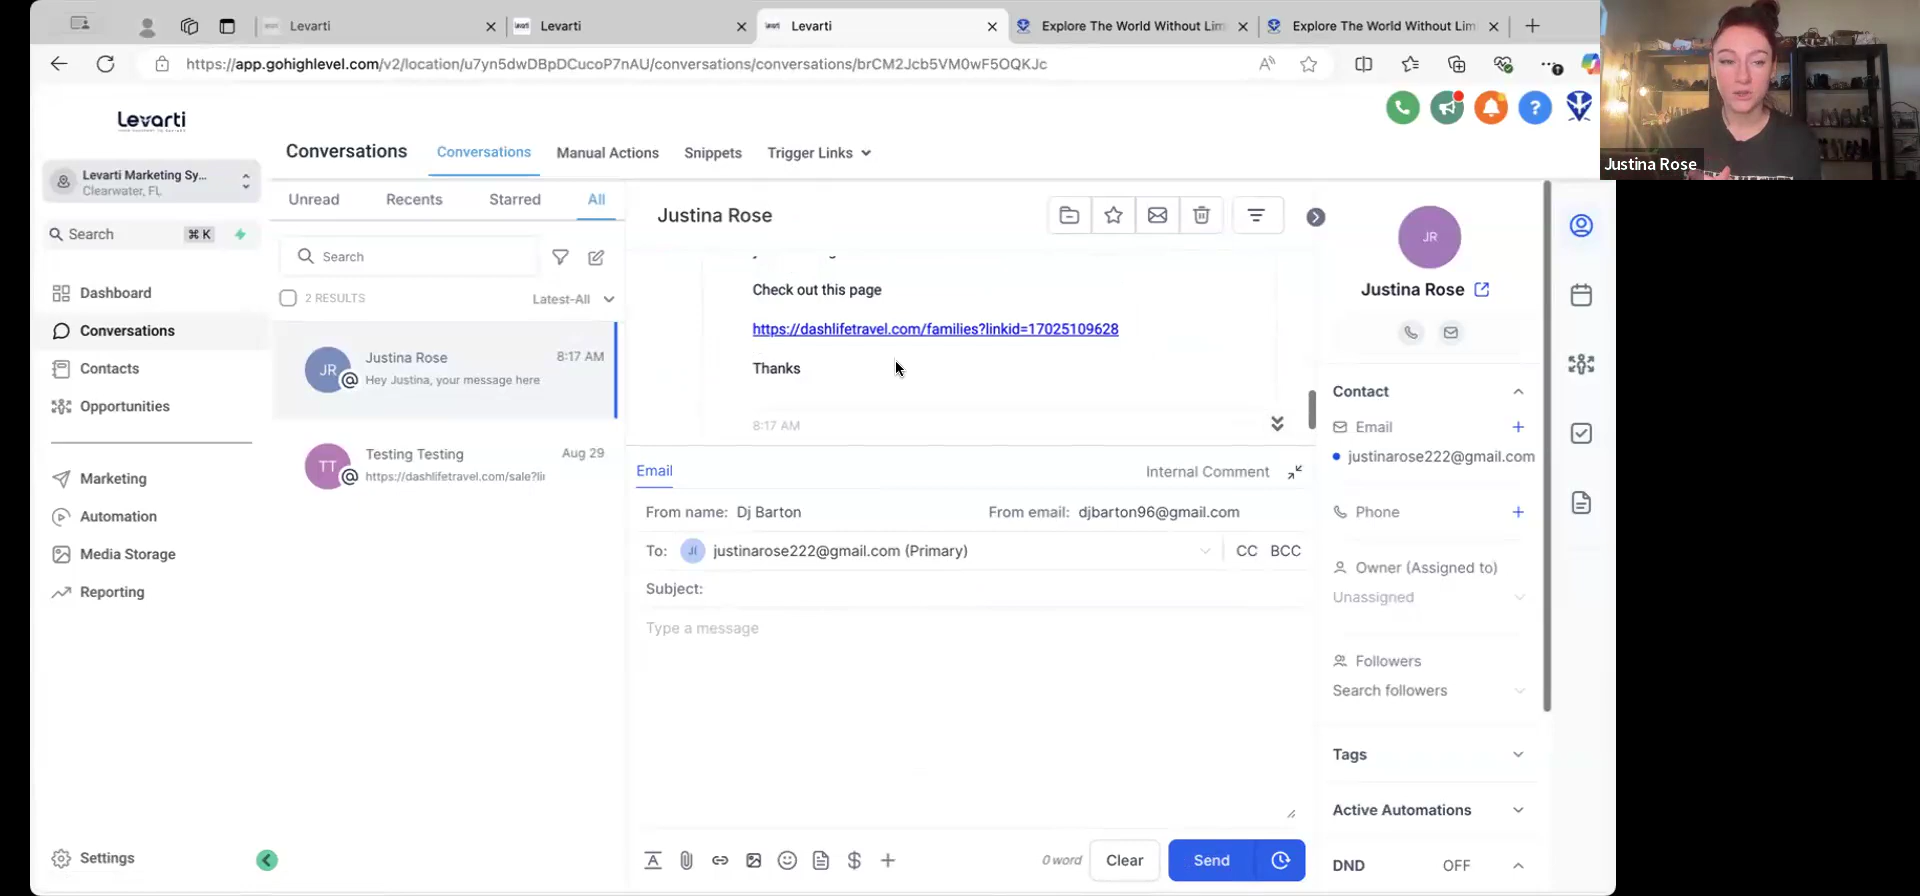 Levarti
Levarti
Levarti
Explore The World Without Lim
Explore The World Without Lim
https://app.gohighlevel.com/v2/location/u7yn5dwDBpDCucoP7nAU/conversations/conversations/brCM2Jcb5VM0wF5OQKJc
Justina Rose
Levarti
Levarti Marketing Sy...
Clearwater, FL
Search
⌘ K
Dashboard
Conversations
Contacts
Opportunities
Marketing
Automation
Media Storage
Reporting
Settings
Conversations
Conversations
Manual Actions
Snippets
Trigger Links
Unread
Recents
Starred
All
Search
2 RESULTS
Latest-All
JR
Justina Rose
8:17 AM
Hey Justina, your message here
TT
Testing Testing
Aug 29
https://dashlifetravel.com/sale?li
Justina Rose
Check out this page
https://dashlifetravel.com/families?linkid=17025109628
Thanks
8:17 AM
Email
Internal Comment
From name: Dj Barton
From email: djbarton96@gmail.com
To: J( justinarose222@gmail.com (Primary)
CC BCC
Subject:
Type a message
0 word
Clear
Send
JR
Justina Rose
Contact
Email
justinarose222@gmail.com
Phone
Owner (Assigned to)
Unassigned
Followers
Search followers
Tags
Active Automations
DND
OFF